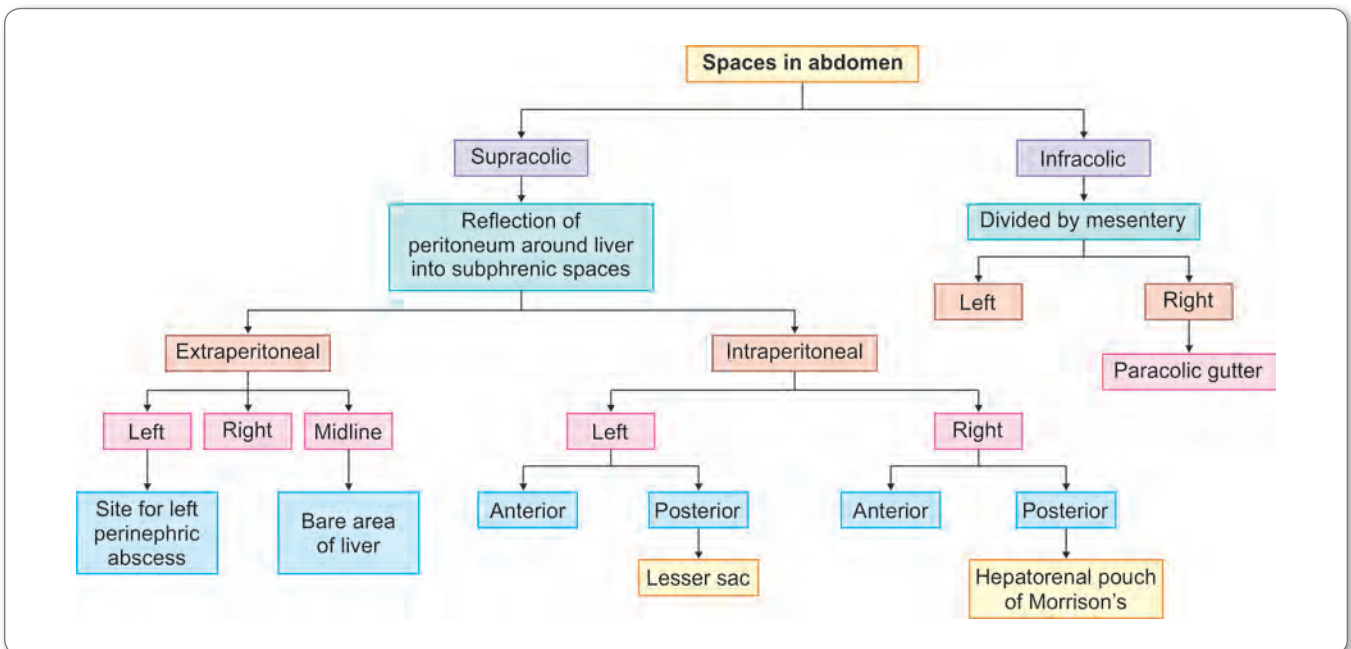 Spaces in abdomen
Supracolic
Infracolic
Reflection of
peritoneum around liver
into subphrenic spaces
Divided by mesentery
Left
Right
Extraperitoneal
Intraperitoneal
Paracolic gutter
Left
Right
Midline
Left
Right
Site for left
perinephric
abscess
Bare area
of liver
Anterior
Posterior
Anterior
Posterior
Lesser sac
Hepatorenal pouch
of Morrison's